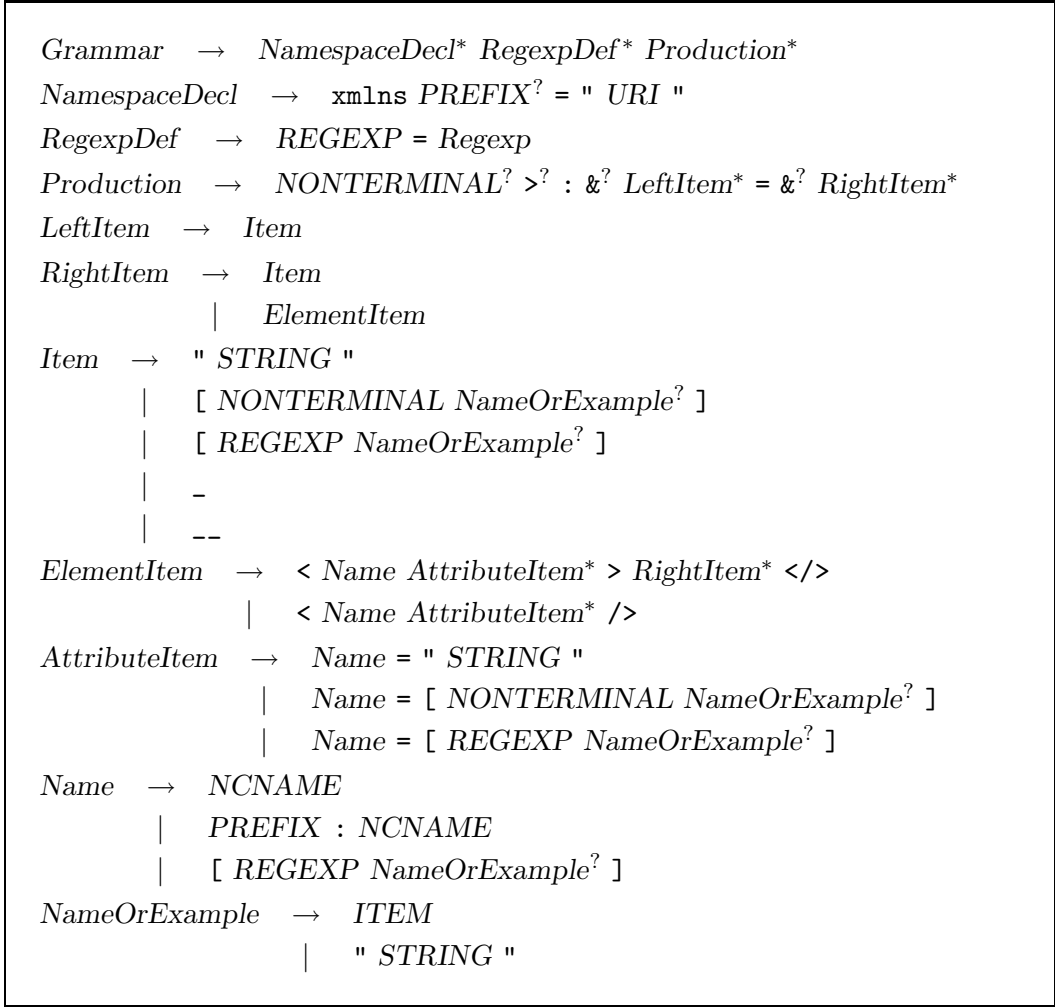 Grammar → NamespaceDecl* RegexpDef* Production*
NamespaceDecl → xmlns PREFIX? = " URI "
RegexpDef → REGEXP = Regexp
Production → NONTERMINAL? >? : &? LeftItem* = &? RightItem*
LeftItem → Item
RightItem → Item
| ElementItem
Item → " STRING "
| [ NONTERMINAL NameOrExample? ]
| [ REGEXP NameOrExample? ]
| _
| __
ElementItem → < Name AttributeItem* > RightItem* </>
| < Name AttributeItem* />
AttributeItem → Name = " STRING "
| Name = [ NONTERMINAL NameOrExample? ]
| Name = [ REGEXP NameOrExample? ]
Name → NCNAME
| PREFIX : NCNAME
| [ REGEXP NameOrExample? ]
NameOrExample → ITEM
| " STRING "